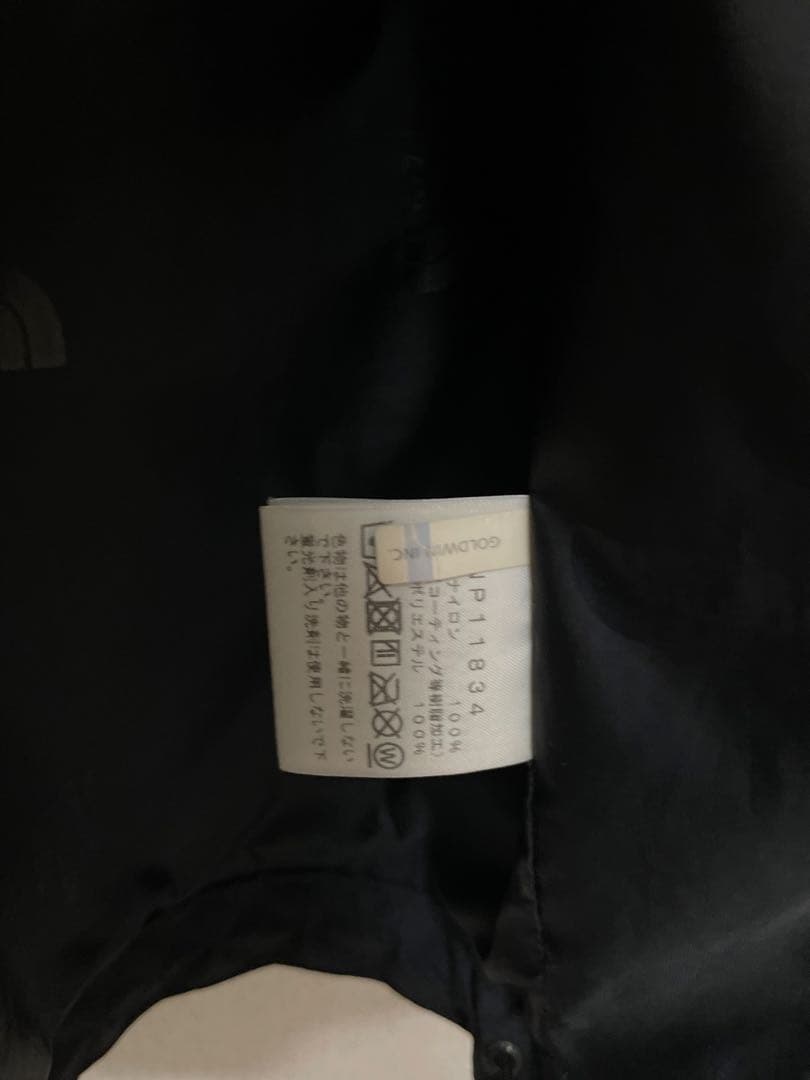 GOLDWIN INC.
NP11834
ナイロン 100%
コーティング等樹脂加工)
ポリエステル 100%
W
色物は他の物と一緒に洗濯しない
で下さい。
蛍光剤入り洗剤は使用しないで下
さい。